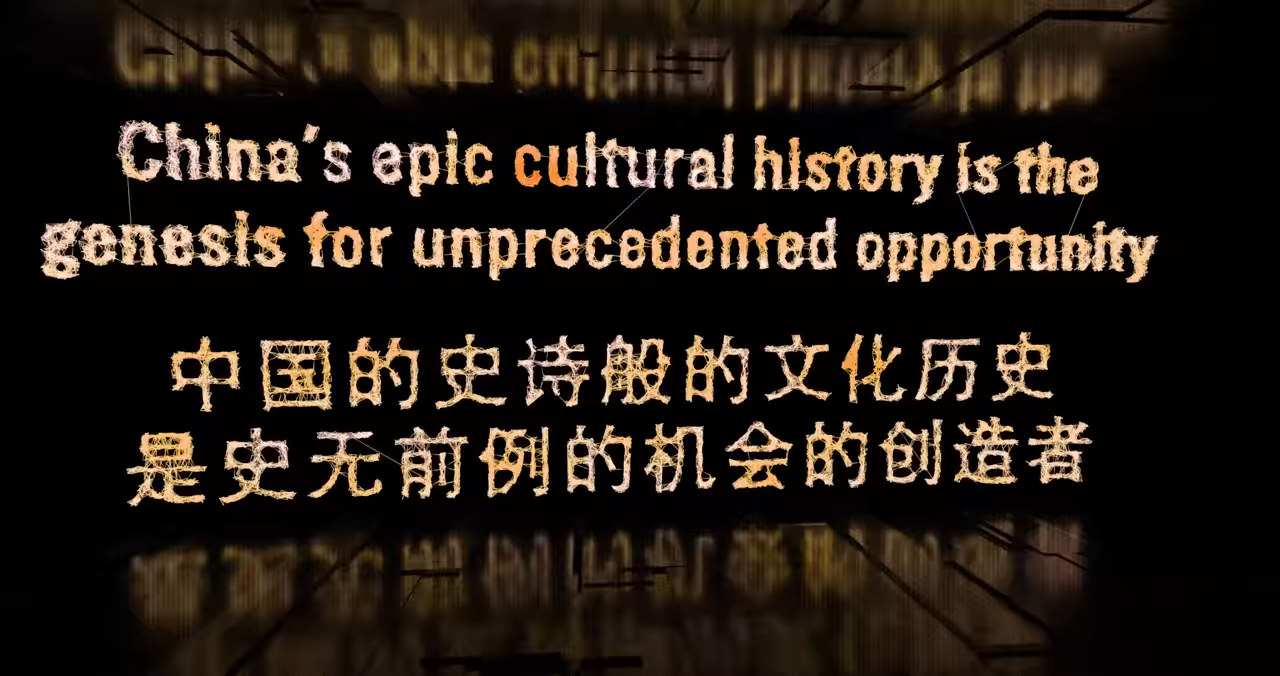 China's epic cultural history is the
genesis for unprecedented opportunity
中国的史诗般的文化历史
是史无前例的机会的创造者